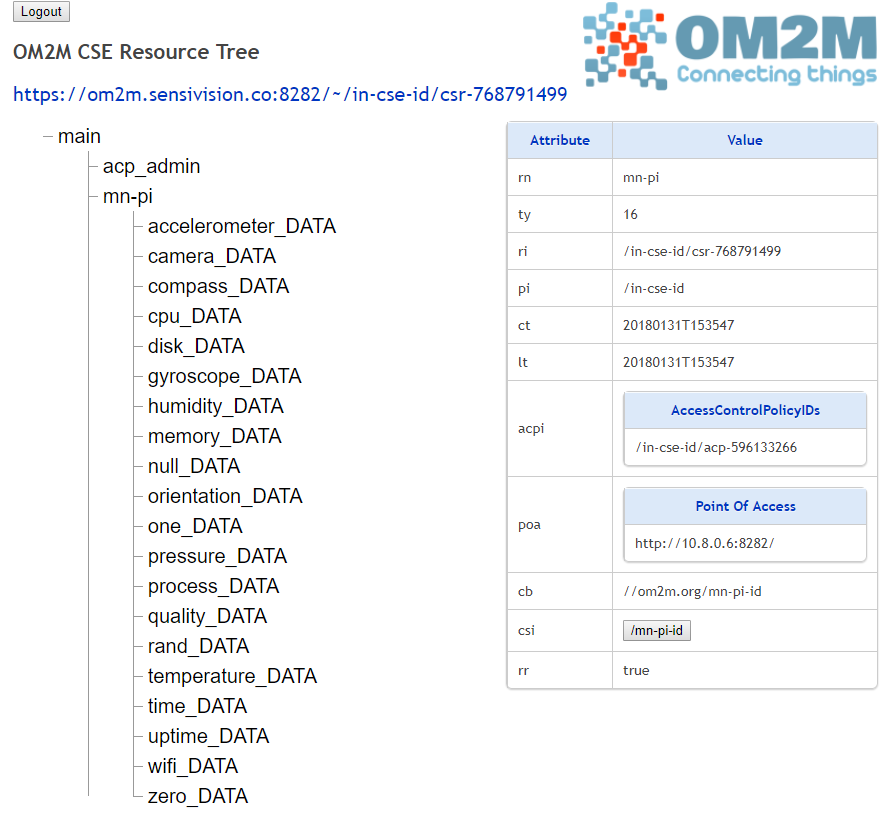 Logout
OM2M
Connecting things
OM2M CSE Resource Tree
https://om2m.sensivision.co:8282/~/in-cse-id/csr-768791499
main
acp_admin
mn-pi
accelerometer_DATA
camera_DATA
compass_DATA
cpu_DATA
disk_DATA
gyroscope_DATA
humidity_DATA
memory_DATA
null_DATA
orientation_DATA
one_DATA
pressure_DATA
process_DATA
quality_DATA
rand_DATA
temperature_DATA
time_DATA
uptime_DATA
wifi_DATA
zero_DATA
Attribute Value
rn mn-pi
ty 16
ri /in-cse-id/csr-768791499
pi /in-cse-id
ct 20180131T153547
lt 20180131T153547
acpi
AccessControlPolicyIDs
/in-cse-id/acp-596133266
poa
Point Of Access
http://10.8.0.6:8282/
cb //om2m.org/mn-pi-id
csi /mn-pi-id
rr true